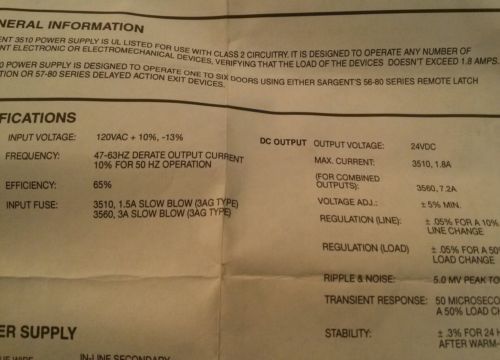 NERAL INFORMATION
ENT 3510 POWER SUPPLY IS UL LISTED FOR USE WITH CLASS 2 CIRCUITRY. IT IS DESIGNED TO OPERATE ANY NUMBER OF
NT ELECTRONIC OR ELECTROMECHANICAL DEVICES, VERIFYING THAT THE LOAD OF THE DEVICES DOESN'T EXCEED 1.8 AMPS.
0 POWER SUPPLY IS DESIGNED TO OPERATE ONE TO SIX DOORS USING EITHER SARGENT'S 56-80 SERIES REMOTE LATCH
TION OR 57-80 SERIES DELAYED ACTION EXIT DEVICES.
IFICATIONS
INPUT VOLTAGE: 120VAC + 10%, -13%
FREQUENCY: 47-63HZ DERATE OUTPUT CURRENT
10% FOR 50 HZ OPERATION
EFFICIENCY: 65%
INPUT FUSE: 3510, 1.5A SLOW BLOW (3AG TYPE)
3560, 3A SLOW BLOW (3AG TYPE)
DC OUTPUT OUTPUT VOLTAGE: 24VDC
MAX. CURRENT: 3510, 1.8A
(FOR COMBINED
OUTPUTS): 3560, 7.2A
VOLTAGE ADJ.: ± 5% MIN.
REGULATION (LINE): ± .05% FOR A 10%
LINE CHANGE
REGULATION (LOAD) ± .05% FOR A 50%
LOAD CHANGE
RIPPLE & NOISE: 5.0 MV PEAK TO
TRANSIENT RESPONSE: 50 MICROSECO
A 50% LOAD CH
STABILITY: ± .3% FOR 24 H
AFTER WARM-
ER SUPPLY
IN-LINE SECONDARY